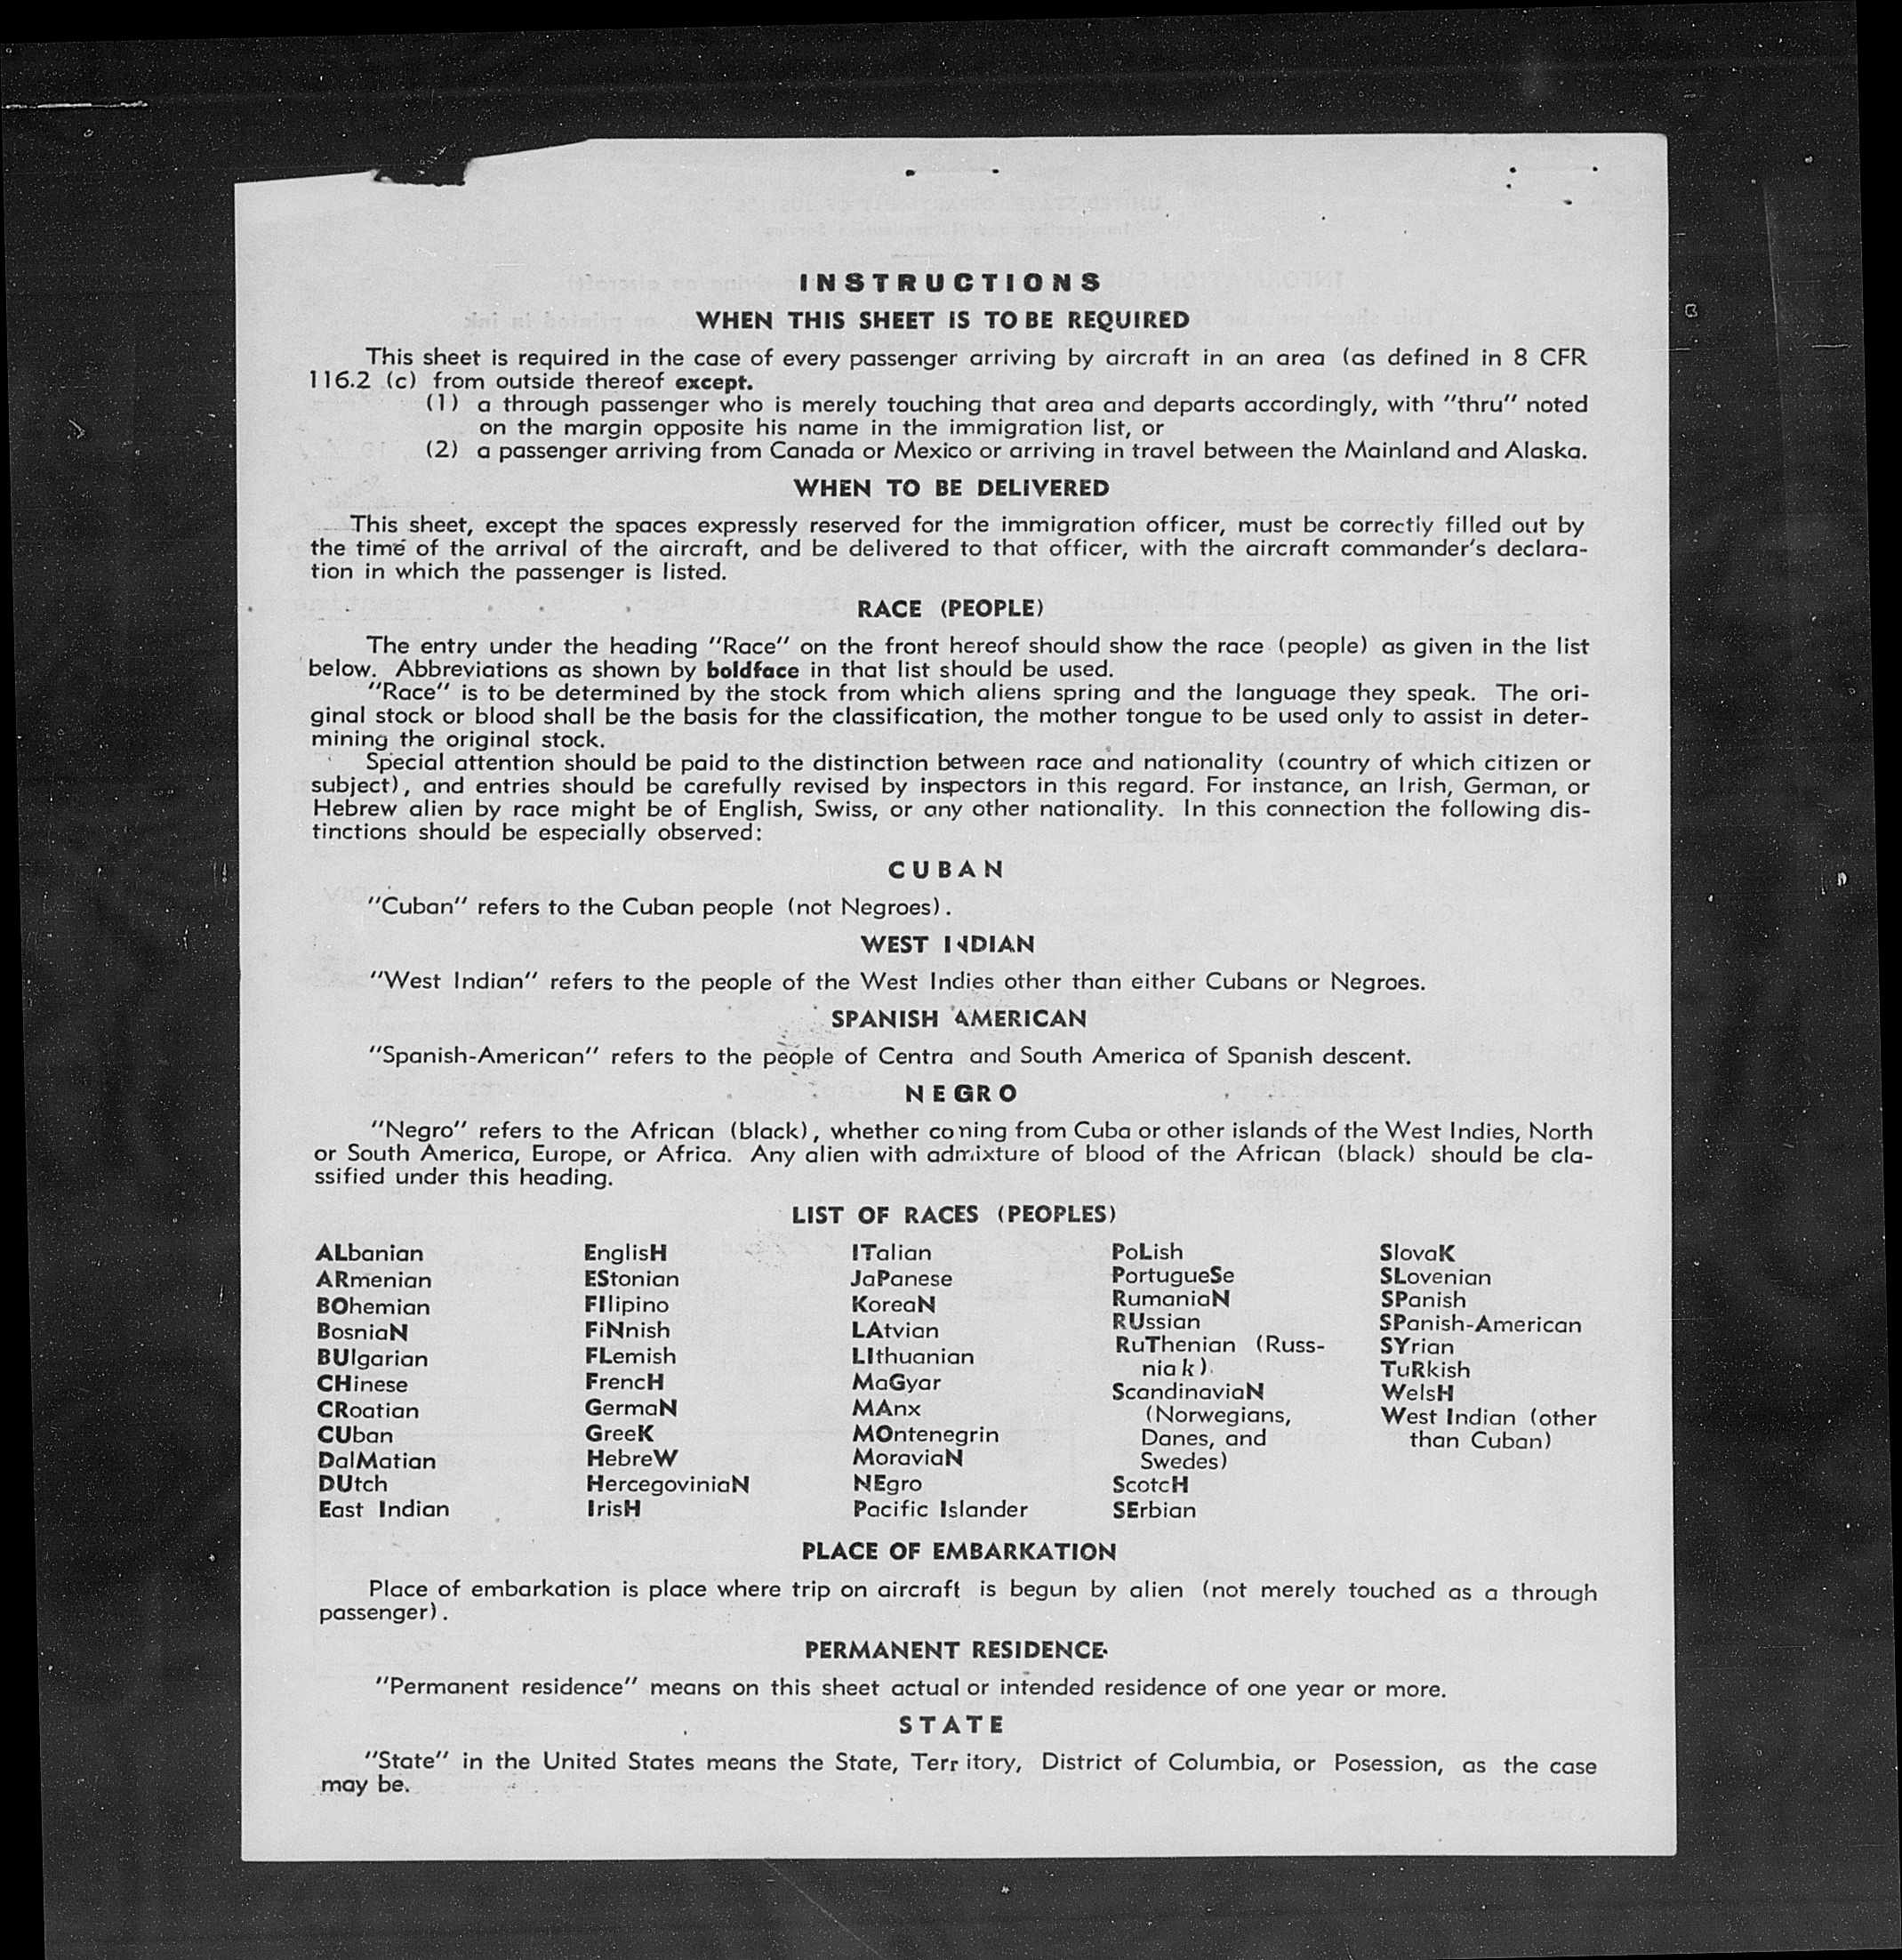 INSTRUCTIONS
WHEN THIS SHEET IS TO BE REQUIRED
This sheet is required in the case of every passenger arriving by aircraft in an area (as defined in 8 CFR
116.2 (c) from outside thereof except.
(1) a through passenger who is merely touching that area and departs accordingly, with "thru" noted
on the margin opposite his name in the immigration list, or
(2) a passenger arriving from Canada or Mexico or arriving in travel between the Mainland and Alaska.
WHEN TO BE DELIVERED
This sheet, except the spaces expressly reserved for the immigration officer, must be correctly filled out by
the time of the arrival of the aircraft, and be delivered to that officer, with the aircraft commander's declara-
tion in which the passenger is listed.
RACE (PEOPLE)
The entry under the heading "Race" on the front hereof should show the race (people) as given in the list
below. Abbreviations as shown by boldface in that list should be used.
"Race" is to be determined by the stock from which aliens spring and the language they speak. The ori-
ginal stock or blood shall be the basis for the classification, the mother tongue to be used only to assist in deter-
mining the original stock.
Special attention should be paid to the distinction between race and nationality (country of which citizen or
subject), and entries should be carefully revised by inspectors in this regard. For instance, an Irish, German, or
Hebrew alien by race might be of English, Swiss, or any other nationality. In this connection the following dis-
tinctions should be especially observed:
CUBAN
"Cuban" refers to the Cuban people (not Negroes).
WEST INDIAN
"West Indian" refers to the people of the West Indies other than either Cubans or Negroes.
SPANISH AMERICAN
"Spanish-American" refers to the people of Centra and South America of Spanish descent.
NEGRO
"Negro" refers to the African (black), whether coming from Cuba or other islands of the West Indies, North
or South America, Europe, or Africa. Any alien with admixture of blood of the African (black) should be cla-
ssified under this heading.
LIST OF RACES (PEOPLES)
ALbanian
ARmenian
BOhemian
BosniaN
BUlgarian
CHinese
CRoatian
CUban
DalMatian
DUtch
East Indian
EnglisH
EStonian
FIlipino
FiNnish
FLemish
FrencH
GermaN
GreeK
HebreW
HercegoviniaN
IrisH
ITalian
JaPanese
KoreaN
LAtvian
LIthuanian
MaGyar
MAnx
MOntenegrin
MoraviaN
NEgro
Pacific Islander
PoLish
PortugueSe
RumaniaN
RUssian
RuThenian (Russ-
niak).
ScandinaviaN
(Norwegians,
Danes, and
Swedes)
ScotcH
SErbian
SlovaK
SLovenian
SPanish
SPanish-American
SYrian
TuRkish
WelsH
West Indian (other
than Cuban)
PLACE OF EMBARKATION
Place of embarkation is place where trip on aircraft is begun by alien (not merely touched as a through
passenger).
PERMANENT RESIDENCE
"Permanent residence" means on this sheet actual or intended residence of one year or more.
STATE
"State" in the United States means the State, Territory, District of Columbia, or Posession, as the case
may be.